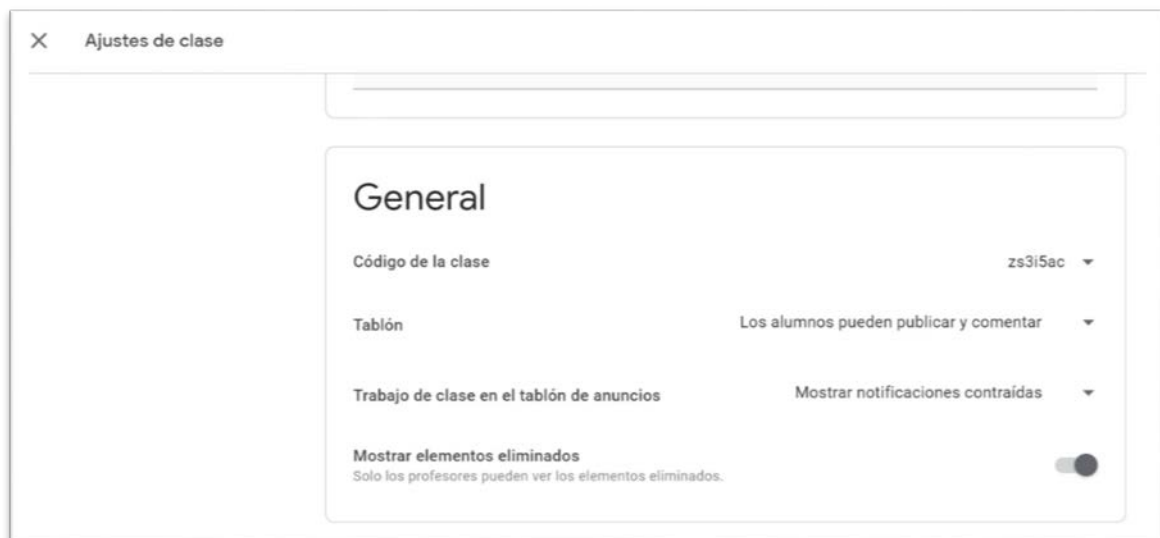 Ajustes de clase
General
Código de la clase zs3i5ac
Tablón Los alumnos pueden publicar y comentar
Trabajo de clase en el tablón de anuncios Mostrar notificaciones contraídas
Mostrar elementos eliminados
Solo los profesores pueden ver los elementos eliminados.